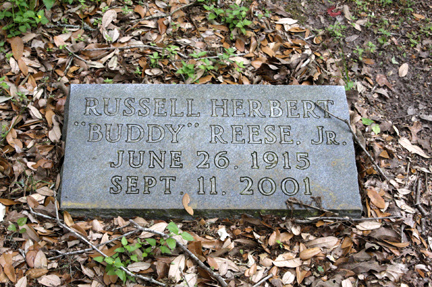 RUSSELL HERBERT
"BUDDY" REESE, JR.
JUNE 26, 1915
SEPT. 11, 2001